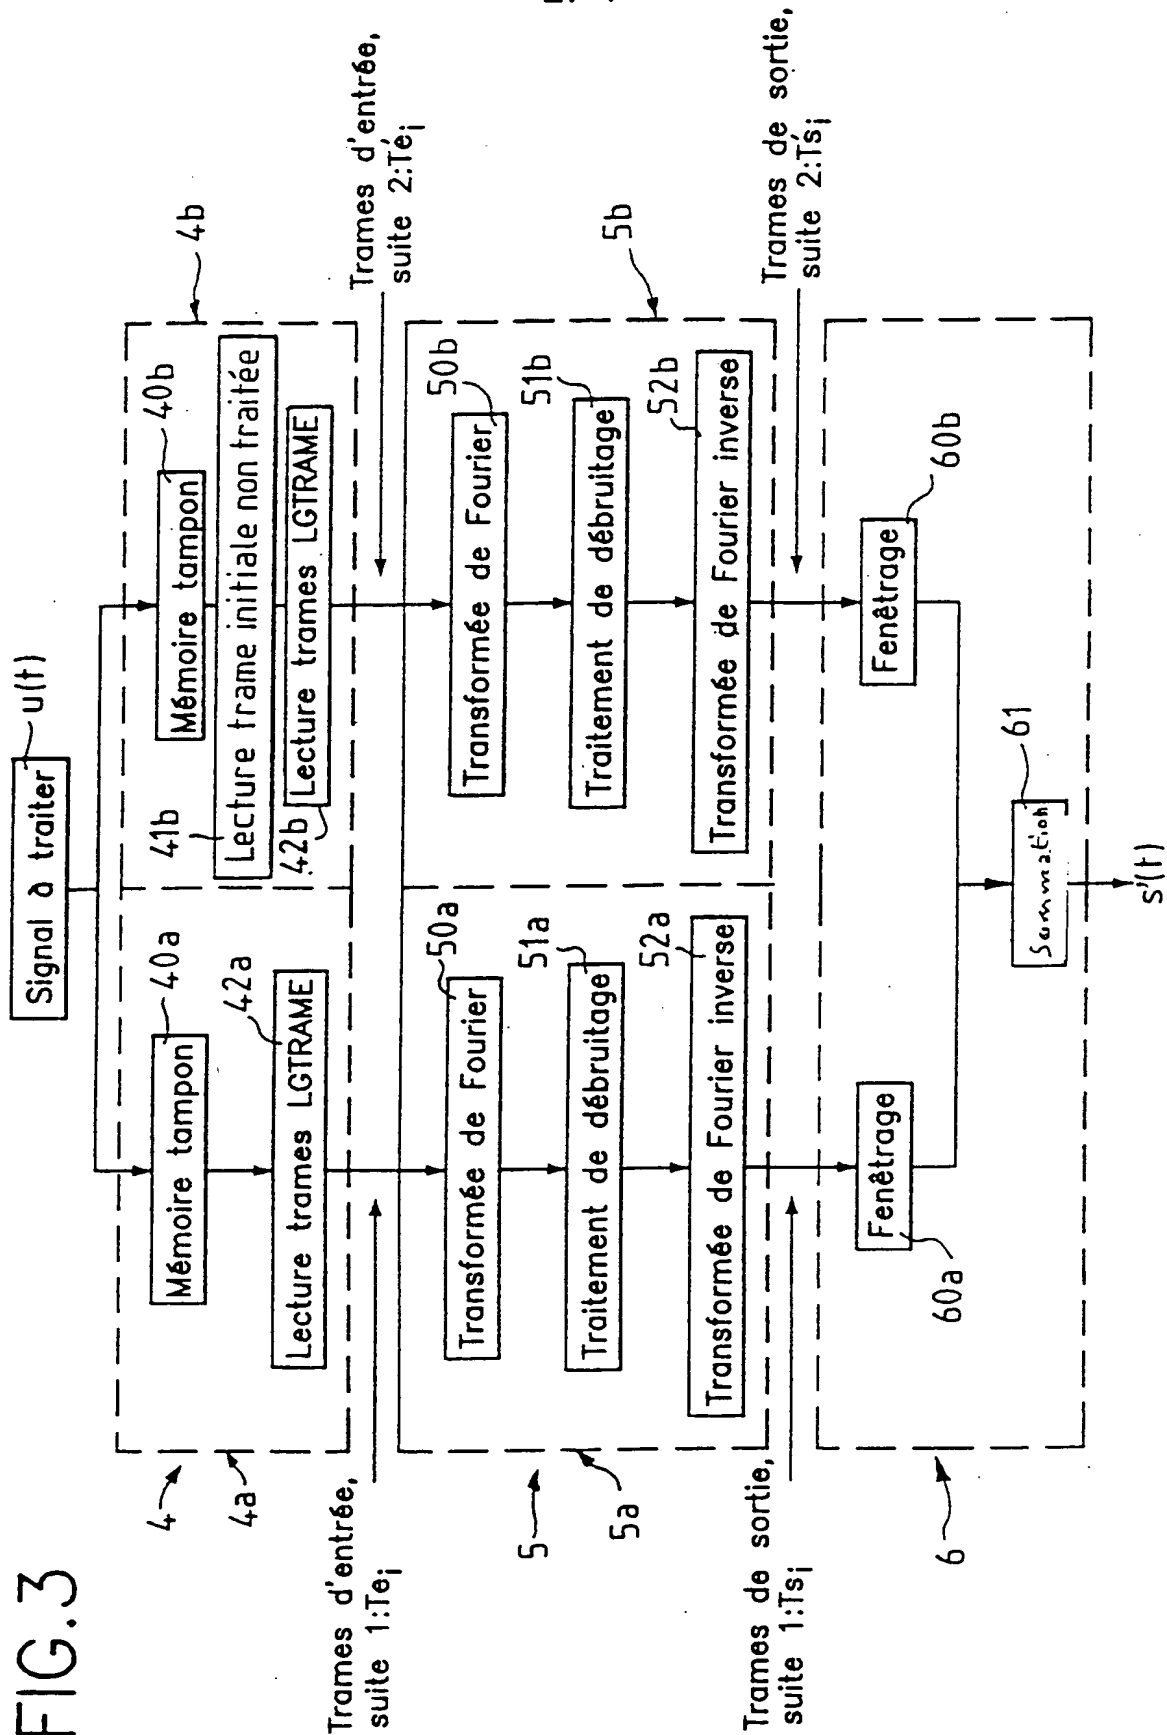 FIG.3
Signal à traiter
u(t)
4
4a
4b
Mémoire tampon
40a
Lecture trames LGTRAME
42a
Mémoire tampon
40b
41b
Lecture trame initiale non traitée
42b
Lecture trames LGTRAME
Trames d'entrée,
suite 1:Tei
Trames d'entrée,
suite 2:T'ei
5
5a
5b
Transformée de Fourier
50a
Traitement de débruitage
51a
Transformée de Fourier inverse
52a
Transformée de Fourier
50b
Traitement de débruitage
51b
Transformée de Fourier inverse
52b
Trames de sortie,
suite 1:Tsi
Trames de sortie,
suite 2:T'si
6
Fenêtrage
60a
Fenêtrage
60b
Sommation
61
s'(t)